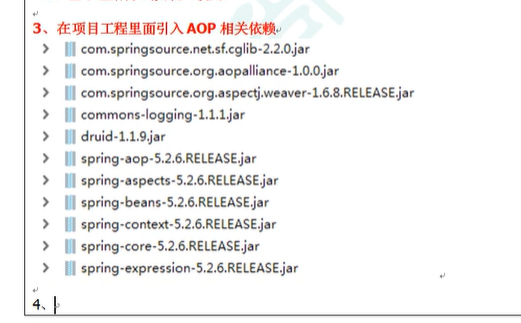 3、在项目工程里面引入 AOP 相关依赖
com.springsource.net.sf.cglib-2.2.0.jar
com.springsource.org.aopalliance-1.0.0.jar
com.springsource.org.aspectj.weaver-1.6.8.RELEASE.jar
commons-logging-1.1.1.jar
druid-1.1.9.jar
spring-aop-5.2.6.RELEASE.jar
spring-aspects-5.2.6.RELEASE.jar
spring-beans-5.2.6.RELEASE.jar
spring-context-5.2.6.RELEASE.jar
spring-core-5.2.6.RELEASE.jar
spring-expression-5.2.6.RELEASE.jar
4、